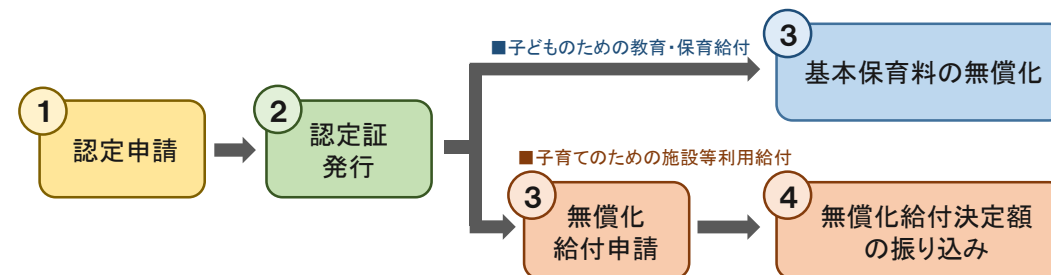 1
認定申請
2
認定証
発行
■子どものための教育・保育給付
3
基本保育料の無償化
■子育てのための施設等利用給付
3
無償化
給付申請
4
無償化給付決定額
の振り込み